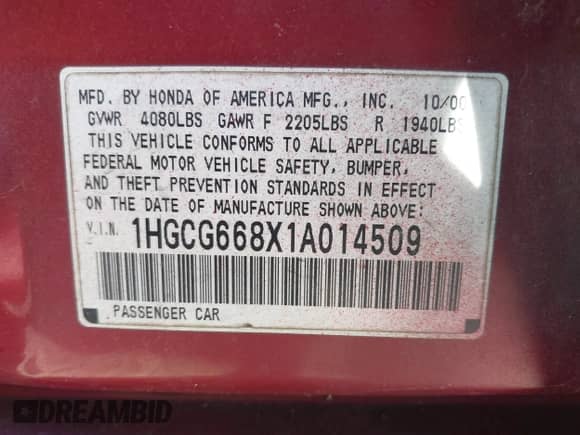 MFD. BY HONDA OF AMERICA MFG., INC. 10/00
GVWR 4080LBS GAWR F 2205LBS R 1940LBS
THIS VEHICLE CONFORMS TO ALL APPLICABLE
FEDERAL MOTOR VEHICLE SAFETY, BUMPER,
AND THEFT PREVENTION STANDARDS IN EFFECT
ON THE DATE OF MANUFACTURE SHOWN ABOVE:
V.I.N. 1HGCG668X1A014509
PASSENGER CAR
DREAMBID